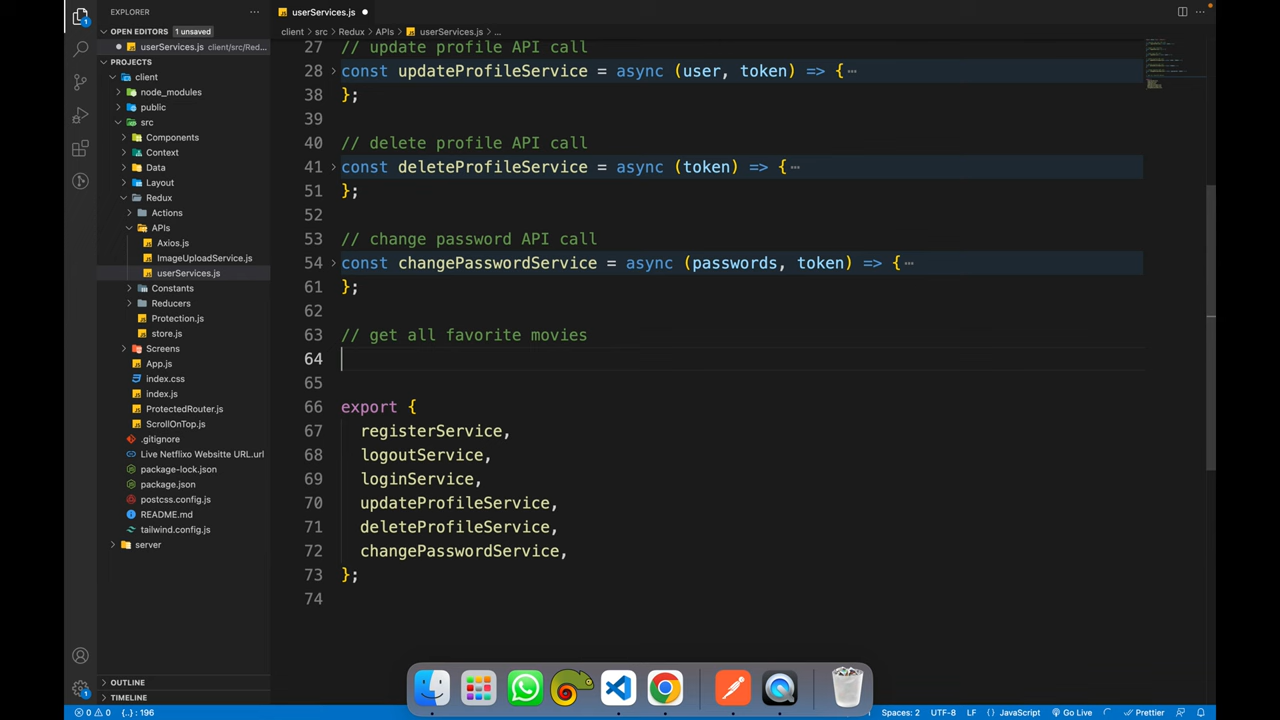 EXPLORER
OPEN EDITORS 1 unsaved
userServices.js client/src/Red...
PROJECTS
client
node_modules
public
src
Components
Context
Data
Layout
Redux
Actions
APIs
Axios.js
ImageUploadService.js
userServices.js
Constants
Reducers
Protection.js
store.js
Screens
App.js
index.css
index.js
ProtectedRouter.js
ScrollOnTop.js
.gitignore
Live Netflixo Websitte URL.url
package-lock.json
package.json
postcss.config.js
README.md
tailwind.config.js
server
OUTLINE
TIMELINE
userServices.js
client > src > Redux > APIs > userServices.js > ...
27 // update profile API call
28 const updateProfileService = async (user, token) => {…
38 };
39
40 // delete profile API call
41 const deleteProfileService = async (token) => {…
51 };
52
53 // change password API call
54 const changePasswordService = async (passwords, token) => {…
61 };
62
63 // get all favorite movies
64
65
66 export {
67 registerService,
68 logoutService,
69 loginService,
70 updateProfileService,
71 deleteProfileService,
72 changePasswordService,
73 };
74
0 0 {..} : 196 Spaces: 2 UTF-8 LF {} JavaScript Go Live Prettier